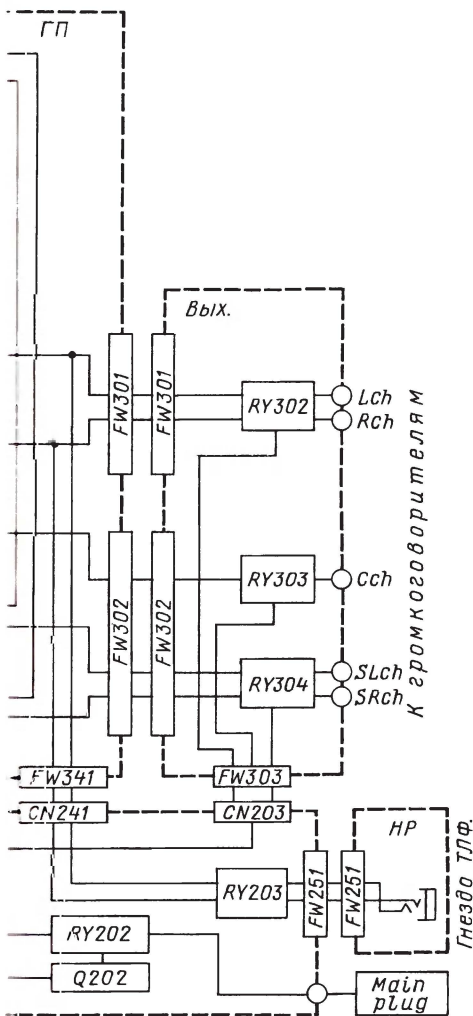 ГП
Вых.
FW301
FW301
RY302
Lch
Rch
FW302
FW302
RY303
Cch
RY304
SLch
SRch
К громкоговорителям
FW341
FW303
CN241
CN203
HP
RY203
FW251
FW251
Гнездо ТЛФ.
RY202
Q202
Main
plug